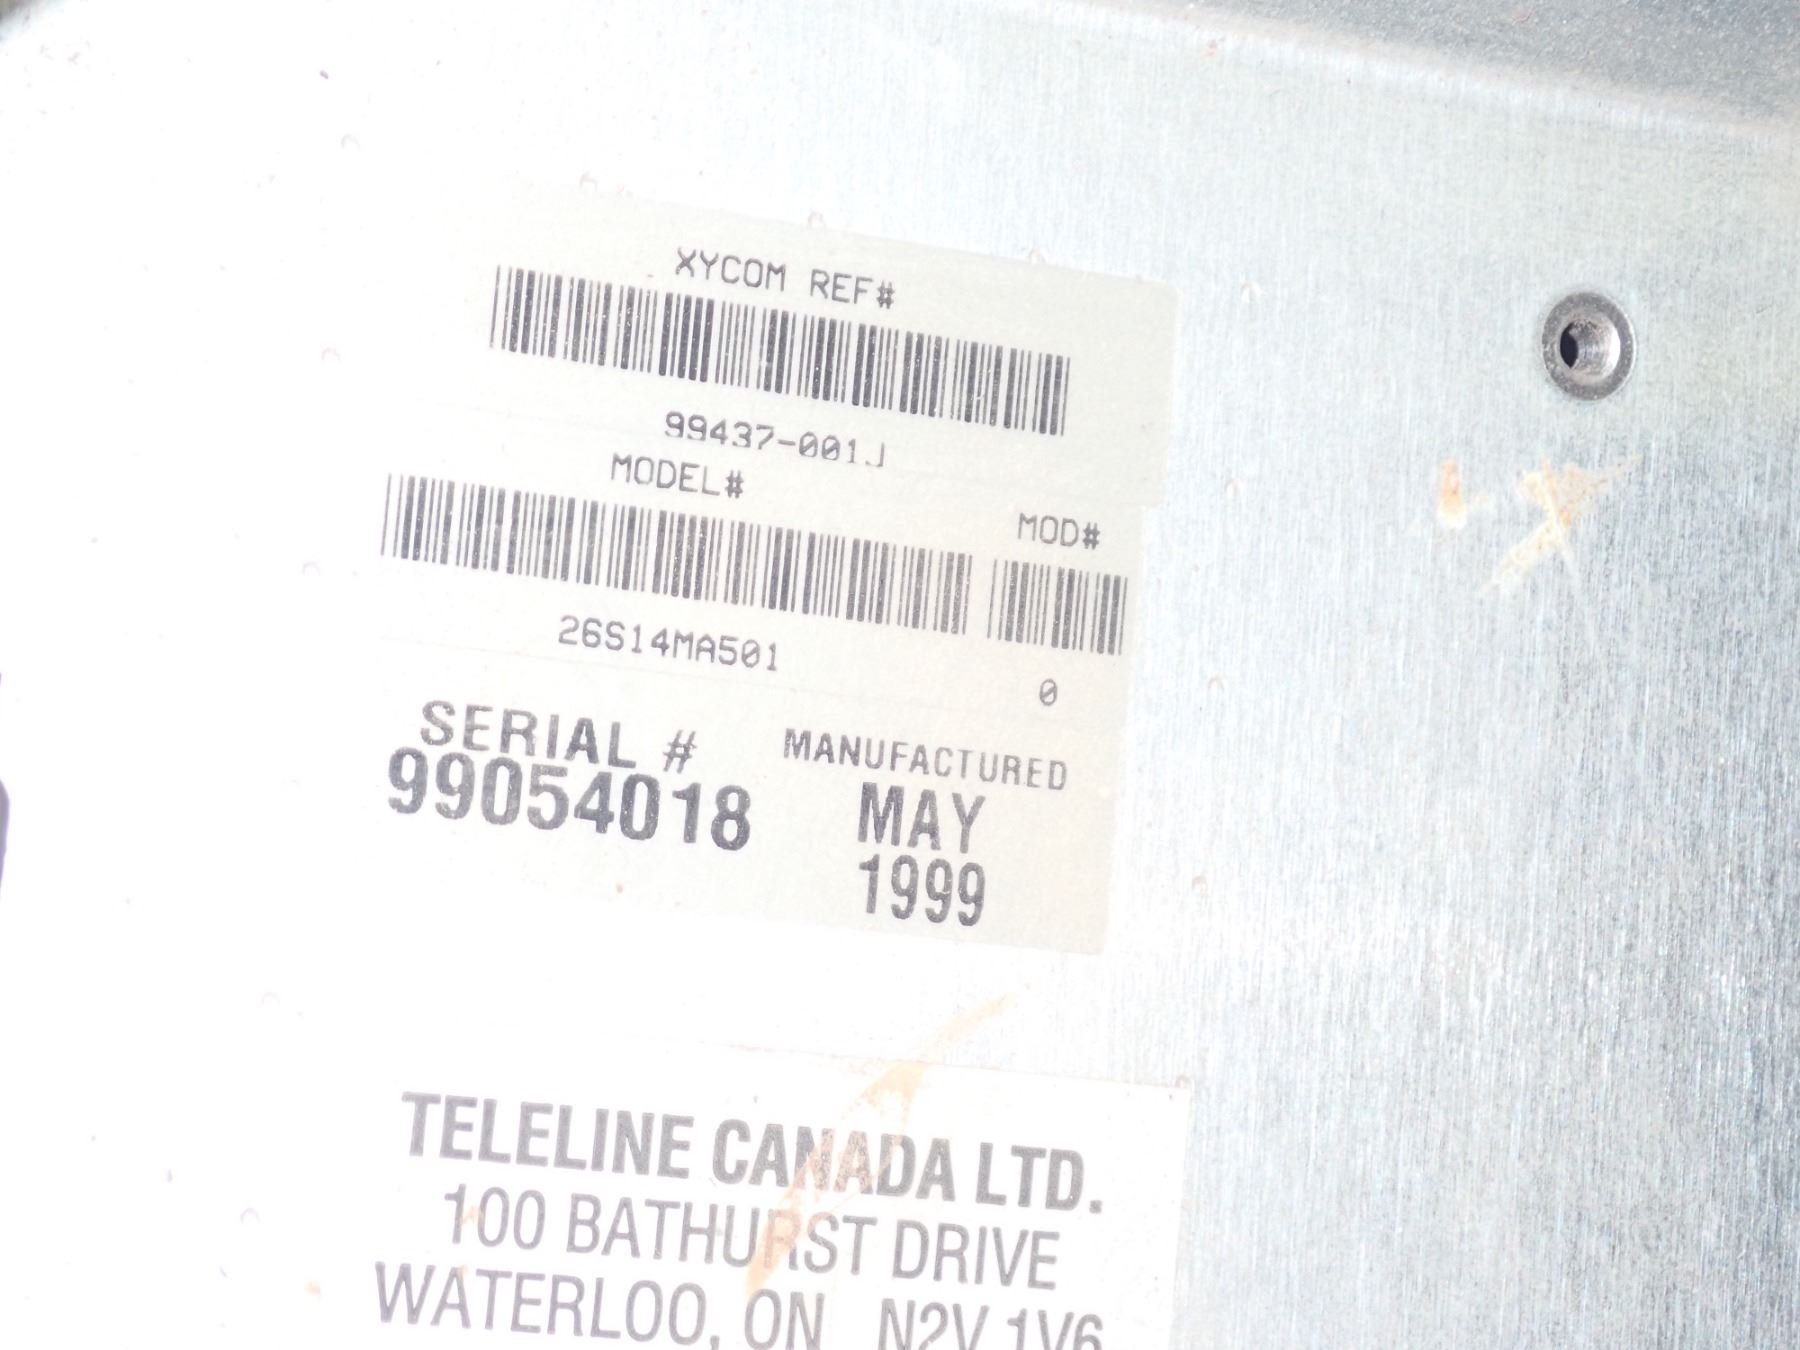 XYCOM REF#
99437-001J
MODEL# MOD#
26S14MA501 0
SERIAL # MANUFACTURED
99054018 MAY
1999
TELELINE CANADA LTD.
100 BATHURST DRIVE
WATERLOO, ON N2V 1V6